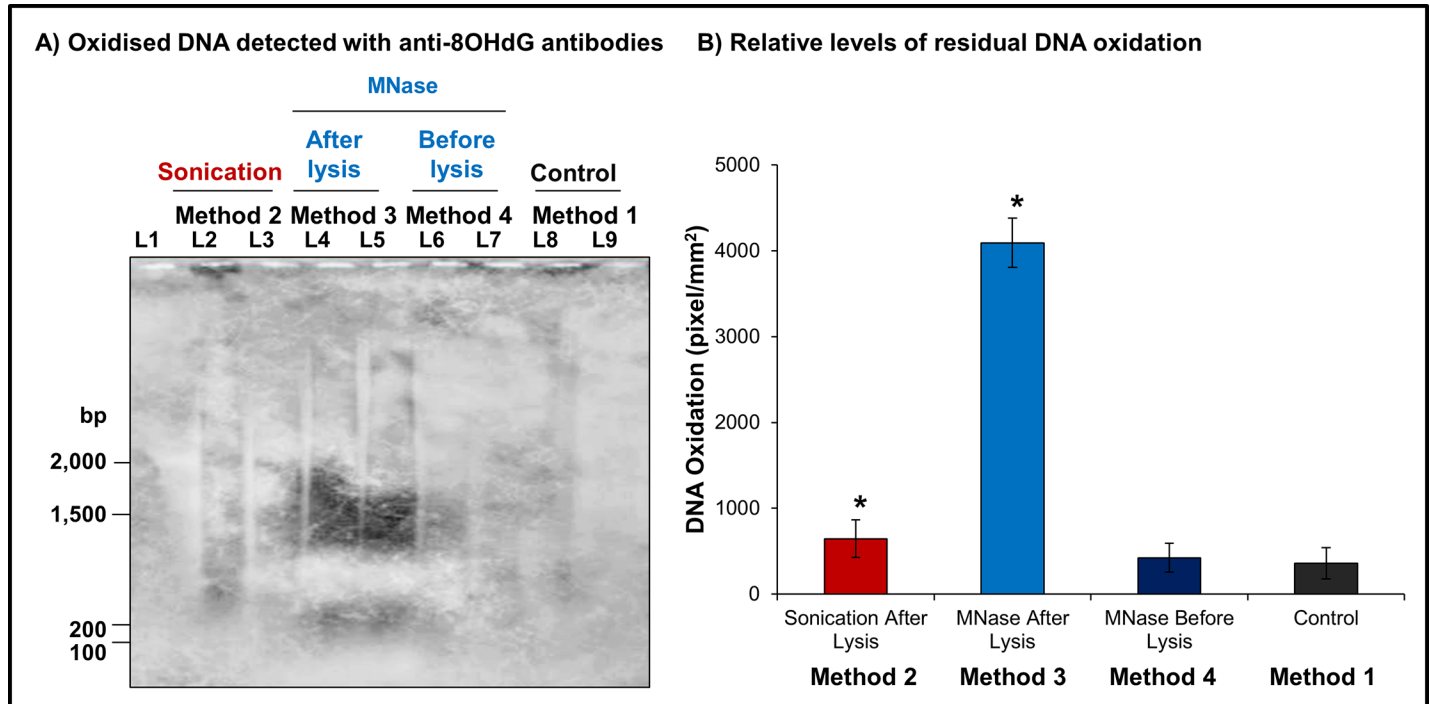 A) Oxidised DNA detected with anti-8OHdG antibodies
MNase
After lysis
Before lysis
Sonication
Control
Method 2 Method 3 Method 4 Method 1
L1 L2 L3 L4 L5 L6 L7 L8 L9
bp
2,000
1,500
200
100
B) Relative levels of residual DNA oxidation
DNA Oxidation (pixel/mm²)
5000
4000
3000
2000
1000
0
*
*
Sonication After Lysis
MNase After Lysis
MNase Before Lysis
Control
Method 2 Method 3 Method 4 Method 1